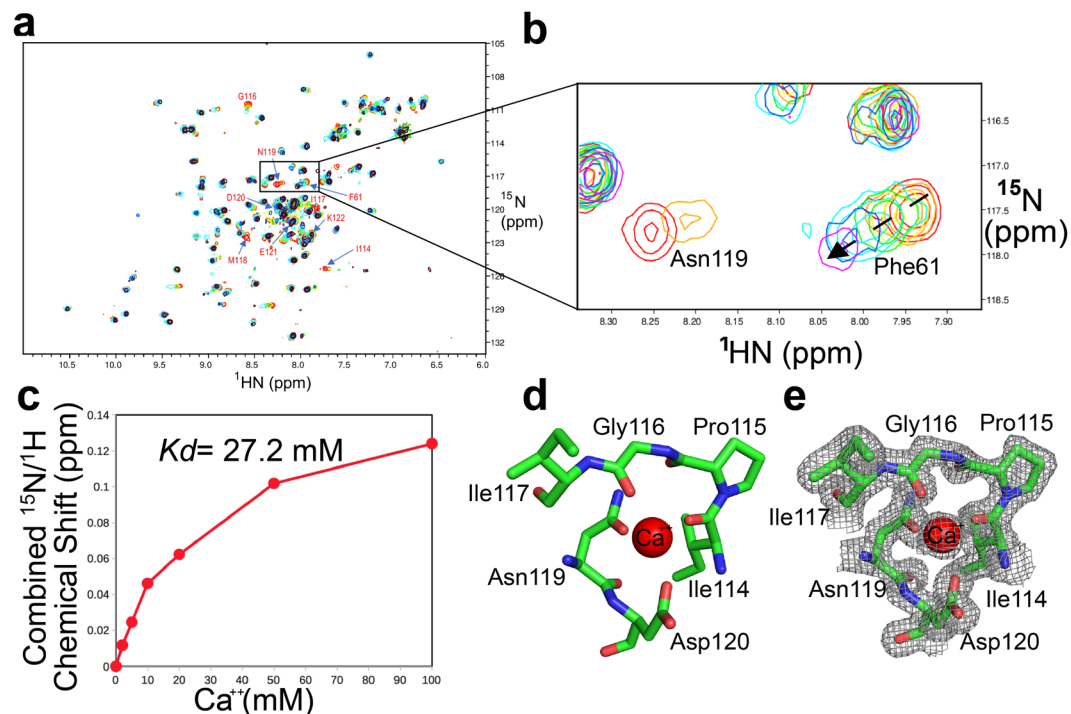 a
G116
N119
D120
I117
F61
K122
E121
M118
I114
105
108
111
114
117
120
123
126
129
132
15N
(ppm)
10.5
10.0
9.5
9.0
8.5
8.0
7.5
7.0
6.5
6.0
1HN (ppm)
b
Asn119
Phe61
116.5
117.0
117.5
118.0
118.5
15N
(ppm)
8.30
8.25
8.20
8.15
8.10
8.05
8.00
7.95
7.90
1HN (ppm)
c
Combined 15N/1H
Chemical Shift (ppm)
0.14
0.12
0.1
0.08
0.06
0.04
0.02
0
Kd= 27.2 mM
0
10
20
30
40
50
60
70
80
90
100
Ca++(mM)
d
Gly116
Pro115
Ile117
Ca++
Asn119
Ile114
Asp120
e
Gly116
Pro115
Ile117
Ca++
Asn119
Ile114
Asp120